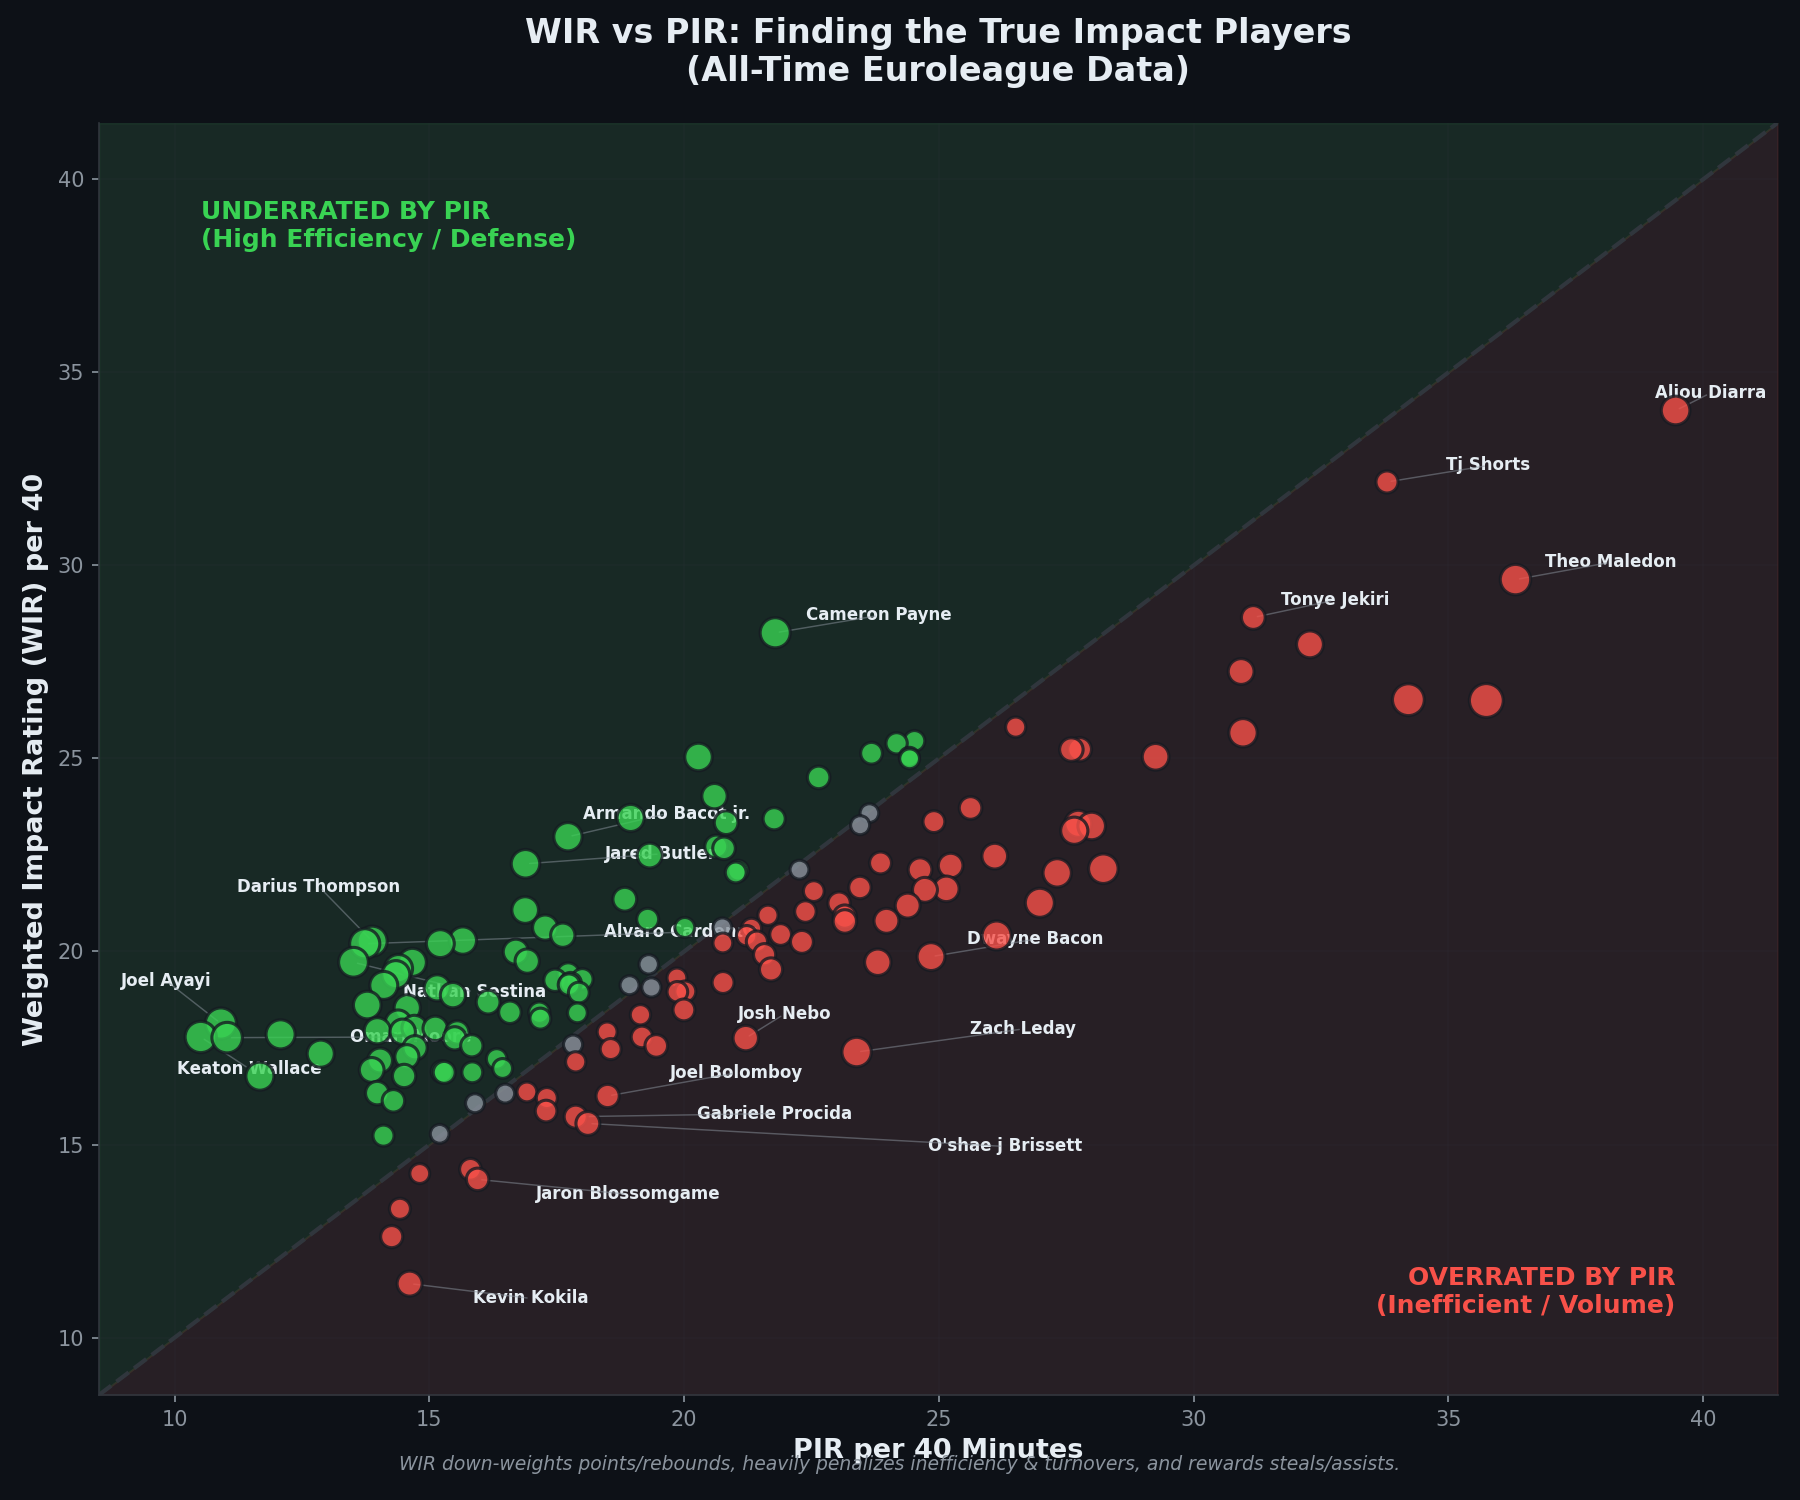 WIR vs PIR: Finding the True Impact Players
(All-Time Euroleague Data)
Weighted Impact Rating (WIR) per 40
40
35
30
25
20
15
10
UNDERRATED BY PIR
(High Efficiency / Defense)
Aliou Diarra
Tj Shorts
Theo Maledon
Tonye Jekiri
Cameron Payne
Armando Bacot jr.
Jared Butler
Darius Thompson
Alvaro Cardenas
Dwayne Bacon
Joel Ayayi
Nathan Sestina
Josh Nebo
Zach Leday
Keaton Wallace
Joel Bolomboy
Gabriele Procida
O'shae j Brissett
Jaron Blossomgame
Kevin Kokila
OVERRATED BY PIR
(Inefficient / Volume)
10
15
20
25
30
35
40
PIR per 40 Minutes
WIR down-weights points/rebounds, heavily penalizes inefficiency & turnovers, and rewards steals/assists.